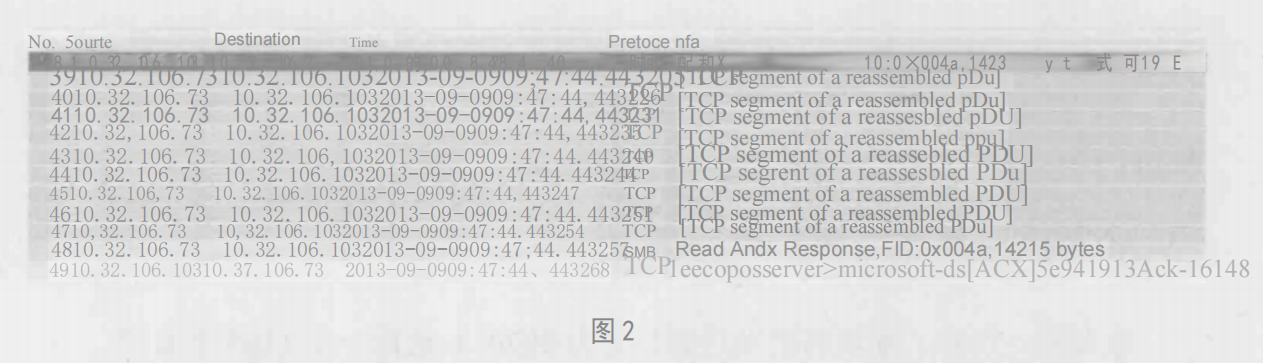 No. 5ourte Destination Time Pretoce nfa
10:0×004a,1423 y t 式 可19 E
3910.32.106.7310.32.106.1032013-09-0909:47:44.443205 TCP segment of a reassembled pDu]
4010.32.106.73 10.32.106.1032013-09-0909:47:44,443226 TCP [TCP segment of a reassembled pDu]
4110.32.106.73 10.32.106.1032013-09-0909:47:44,443231 [TCP segment of a reassesbled pDU]
4210.32,106.73 10.32.106.1032013-09-0909:47:44,443235 TCP [TCP segment of a reassembled ppu]
4310.32.106.73 10.32.106,1032013-09-0909:47:44.443240 TCP [TCP segment of a reassebled PDU]
4410.32.106.73 10.32.106.1032013-09-0909:47:44.443244 TCP [TCP segrent of a reassesbled PDu]
4510.32.106,73 10.32.106.1032013-09-0909:47:44,443247 TCP [TCP segment of a reassembled PDU]
4610.32.106.73 10.32.106.1032013-09-0909:47:44.443251 TCP [TCP segment of a reassembled PDU]
4710,32.106.73 10,32.106.1032013-09-0909:47:44.443254 TCP [TCP segment of a reassembled PDu]
4810.32.106.73 10.32.106.1032013-09-0909:47;44.443257 SMB Read Andx Response,FID:0x004a,14215 bytes
4910.32.106.10310.37.106.73 2013-09-0909:47:44、443268 TCP 1eecoposserver>microsoft-ds[ACX]5e941913Ack-16148
图2